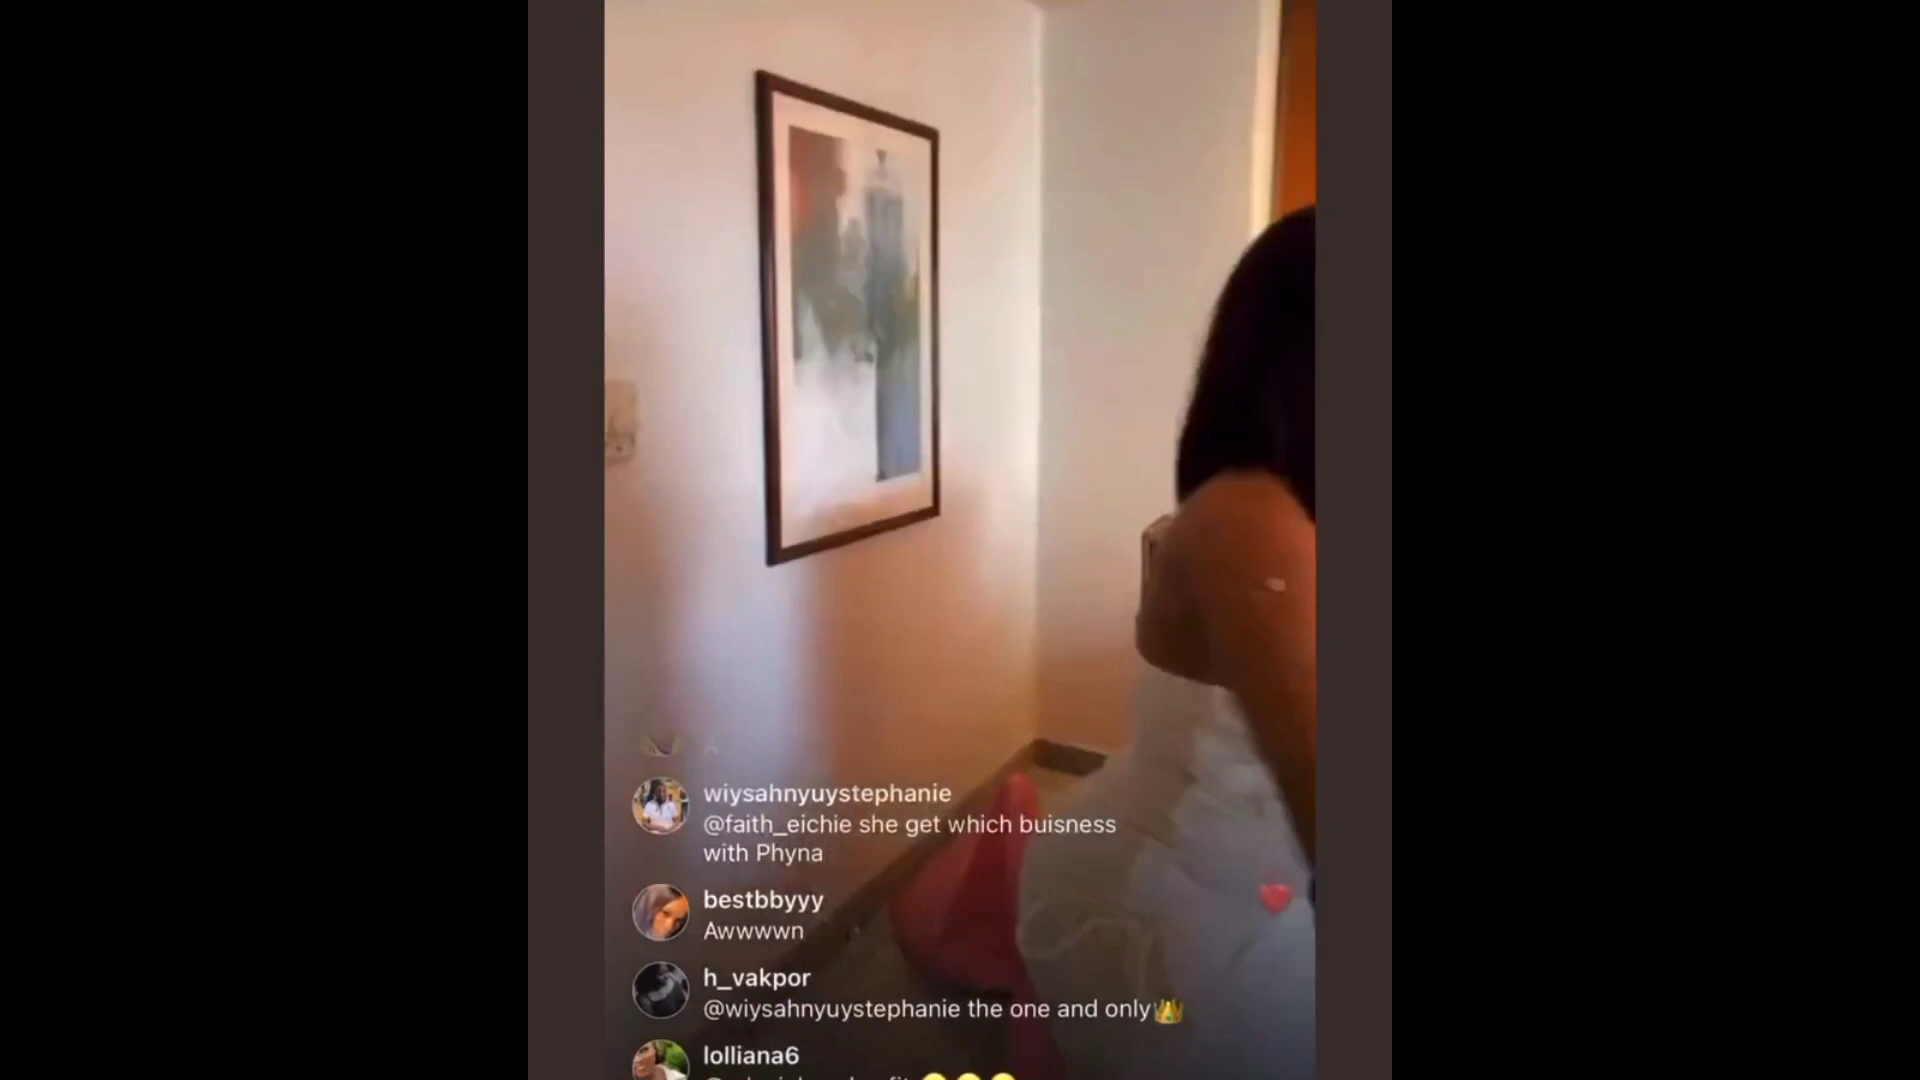 wiysahnyuystephanie
@faith_eichie she get which buisness
with Phyna
bestbbyyy
Awwwwn
h_vakpor
@wiysahnyuystephanie the one and only👑
lolliana6